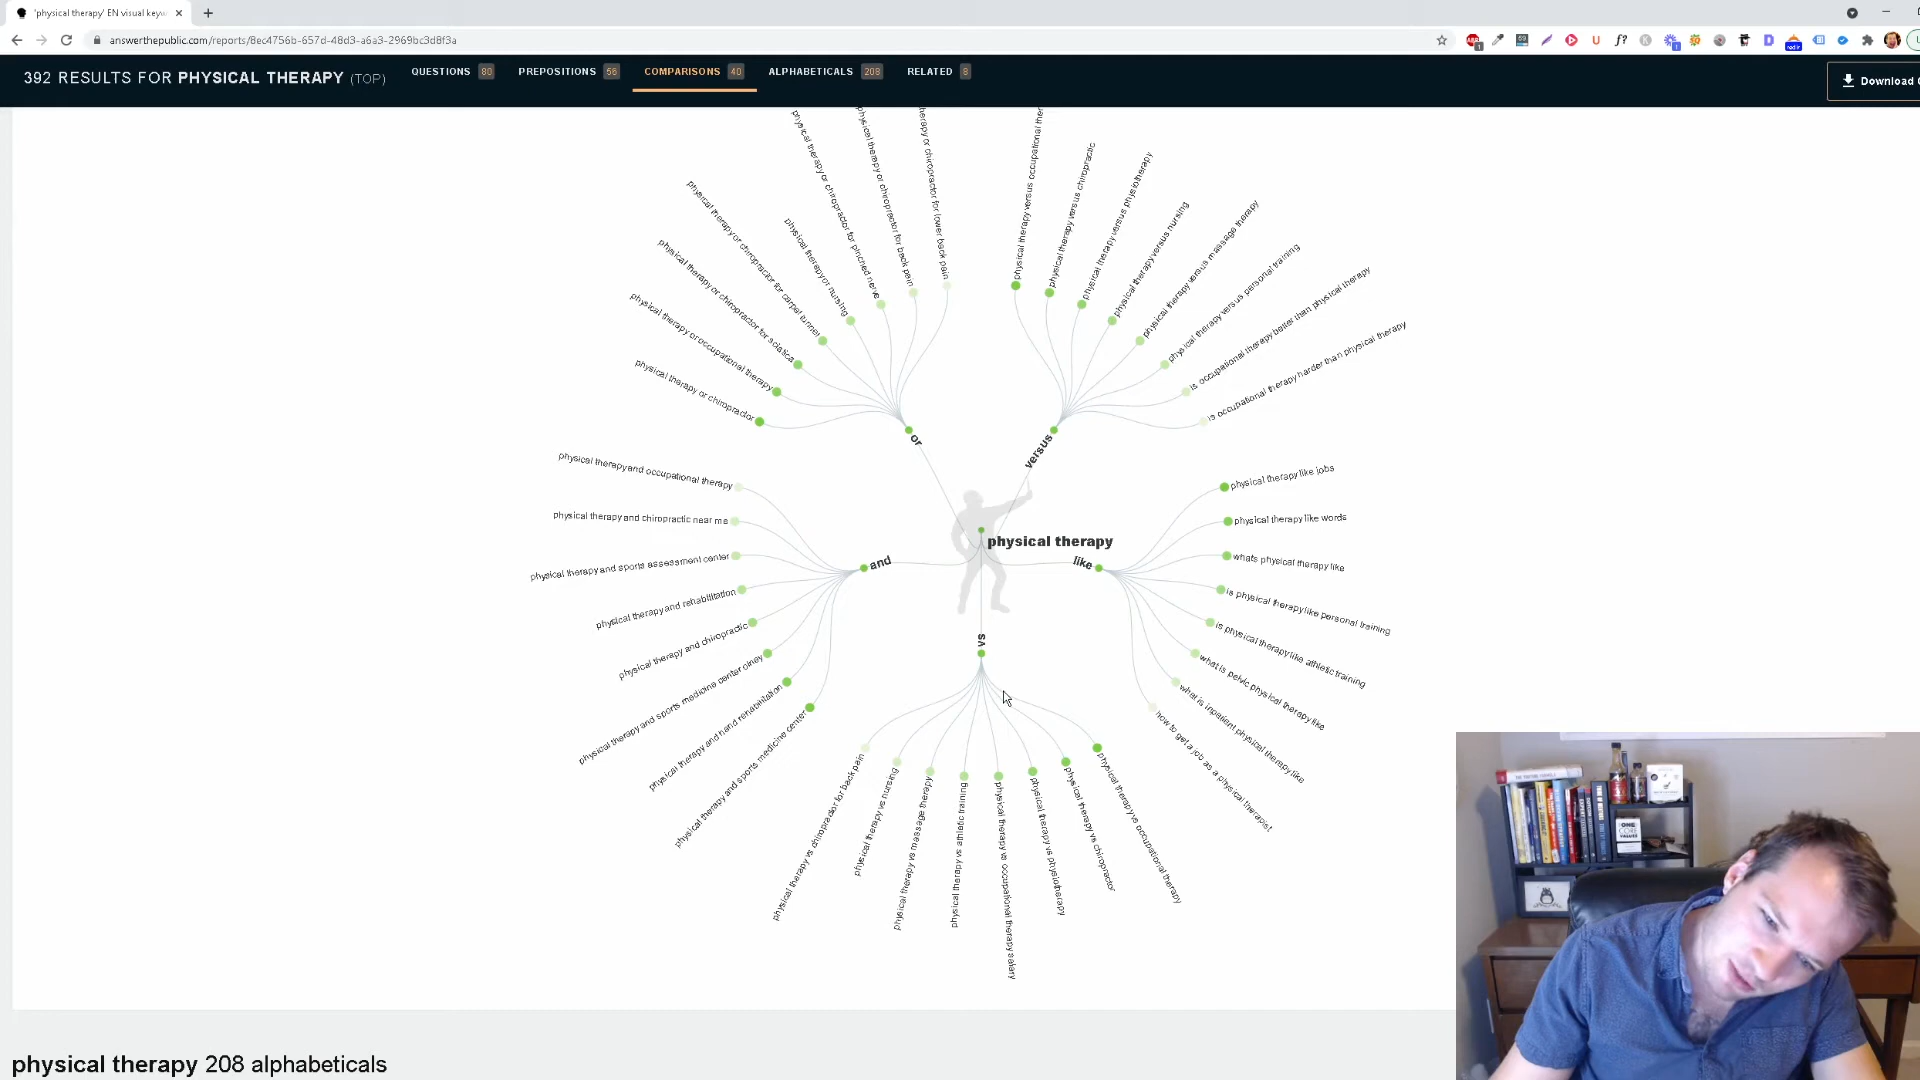 'physical therapy' EN visual keyw
answerthepublic.com/reports/8ec4756b-657d-48d3-a6a3-2969bc3d8f3a
392 RESULTS FOR PHYSICAL THERAPY (TOP)
QUESTIONS 80
PREPOSITIONS 56
COMPARISONS 40
ALPHABETICALS 208
RELATED 8
Download
physical therapy or chiropractor for pinched nerve
physical therapy or chiropractor for back pain
therapy or chiropractor for lower back pain
physical therapy or nursing
physical therapy or chiropractor for carpal tunnel
physical therapy or chiropractor for sciatica
physical therapy or occupational therapy
physical therapy or chiropractor
or
physical therapy versus occupational
physical therapy versus chiropractic
physical therapy versus physiotherapy
physical therapy versus nursing
physical therapy versus massage therapy
physical therapy versus personal training
is occupational therapy better than physical therapy
is occupational therapy harder than physical therapy
versus
physical therapy and occupational therapy
physical therapy and chiropractic near me
physical therapy and sports assessment center
physical therapy and rehabilitation
physical therapy and chiropractic
physical therapy and sports medicine center olney
physical therapy and hand rehabilitation
physical therapy and sports medicine center
and
physical therapy
like
physical therapy like jobs
physical therapy like words
whats physical therapy like
is physical therapy like personal training
is physical therapy like athletic training
what is pelvic physical therapy like
what is inpatient physical therapy like
how to get a job as a physical therapist
vs
physical therapy vs chiropractor for back pain
physical therapy vs nursing
physical therapy vs massage therapy
physical therapy vs athletic training
physical therapy vs occupational therapy salary
physical therapy vs physiotherapy
physical therapy vs chiropractor
physical therapy vs occupational therapy
ONE
CORE
VALUES
physical therapy 208 alphabeticals